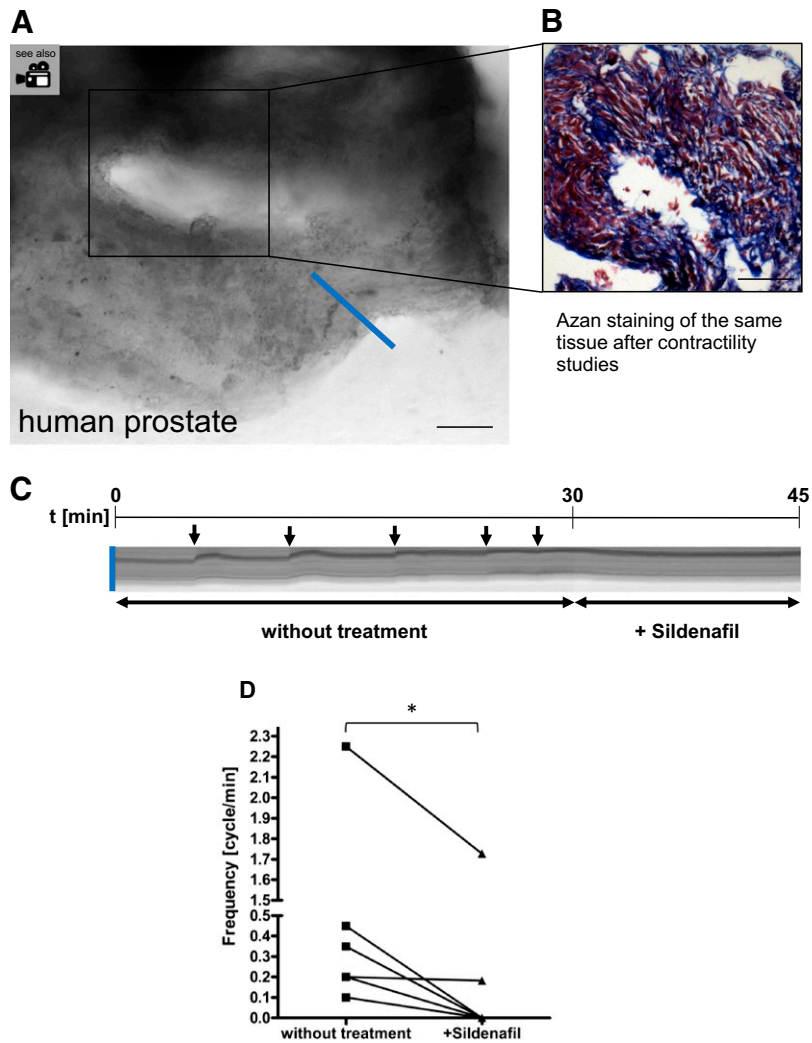 A
see also
human prostate
B
Azan staining of the same
tissue after contractility
studies
C
t [min]
0
30
45
without treatment
+ Sildenafil
D
*
Frequency [cycle/min]
2.3
2.2
2.1
2.0
1.9
1.8
1.7
1.6
1.5
0.5
0.4
0.3
0.2
0.1
0.0
without treatment
+Sildenafil